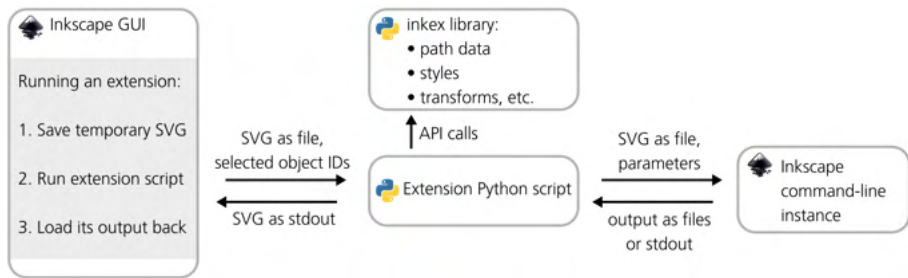 Inkscape GUI
Running an extension:
1. Save temporary SVG
2. Run extension script
3. Load its output back
SVG as file,
selected object IDs
SVG as stdout
inkex library:
• path data
• styles
• transforms, etc.
API calls
Extension Python script
SVG as file,
parameters
output as files
or stdout
Inkscape
command-line
instance